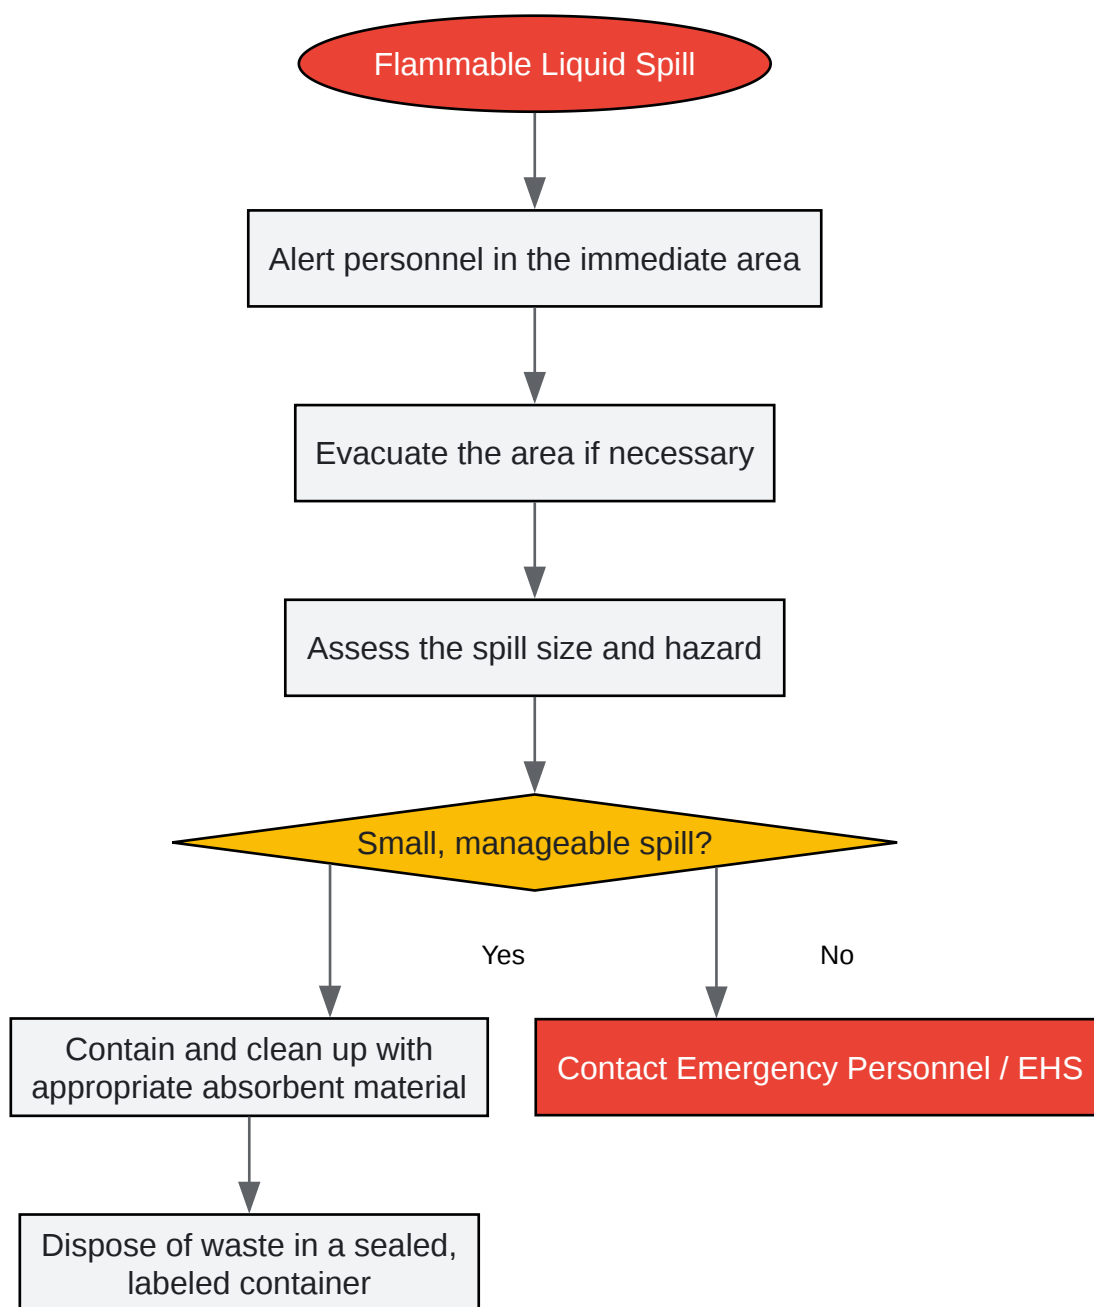 Flammable Liquid Spill
Alert personnel in the immediate area
Evacuate the area if necessary
Assess the spill size and hazard
Small, manageable spill?
Yes
No
Contain and clean up with
appropriate absorbent material
Contact Emergency Personnel / EHS
Dispose of waste in a sealed,
labeled container